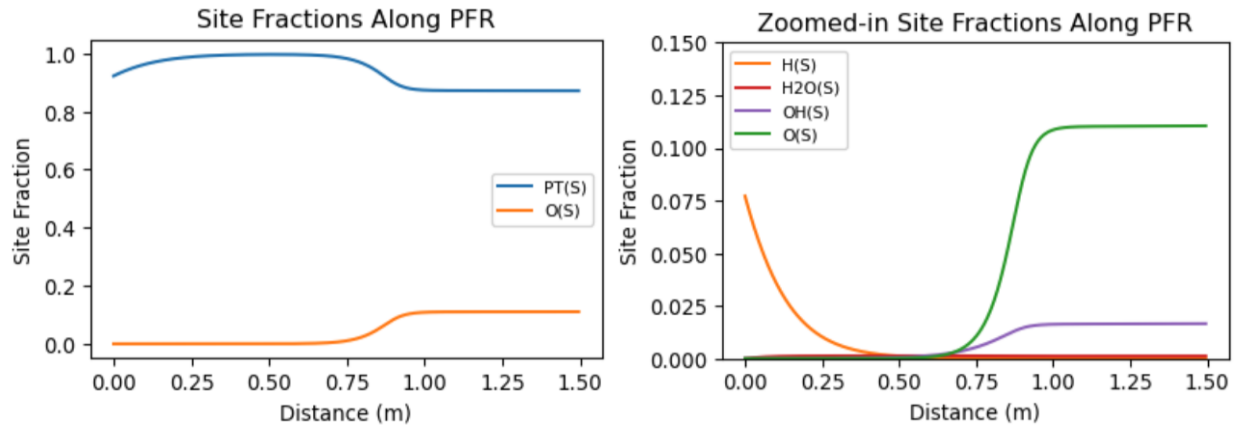 Site Fractions Along PFR
Site Fraction
1.0
0.8
0.6
0.4
0.2
0.0
PT(S)
O(S)
0.00 0.25 0.50 0.75 1.00 1.25 1.50
Distance (m)
Zoomed-in Site Fractions Along PFR
Site Fraction
0.150
0.125
0.100
0.075
0.050
0.025
0.000
H(S)
H2O(S)
OH(S)
O(S)
0.00 0.25 0.50 0.75 1.00 1.25 1.50
Distance (m)